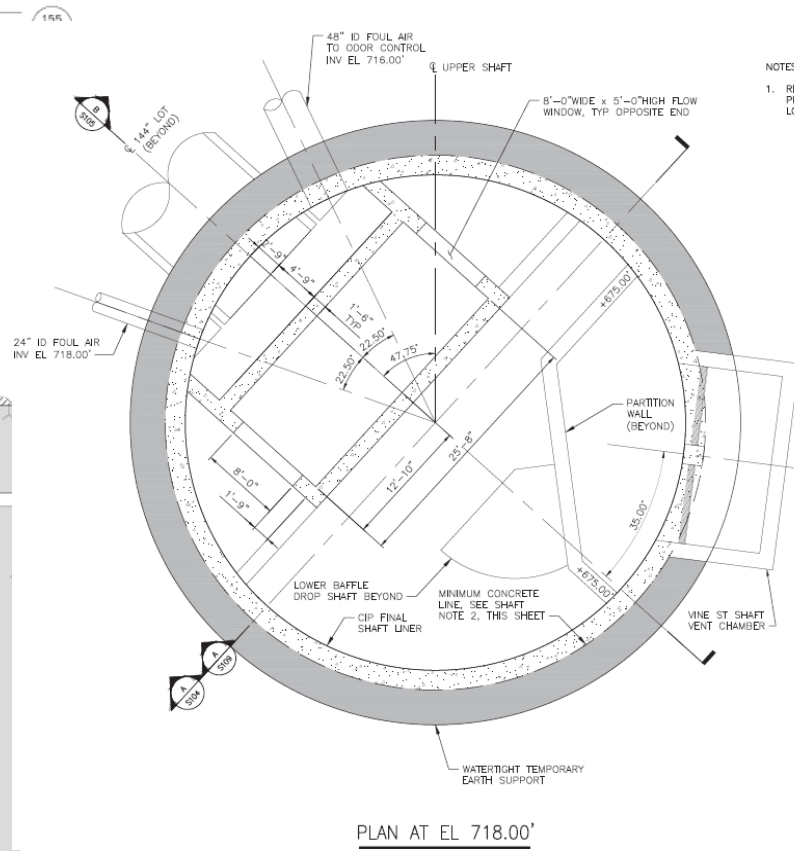 155
48" ID FOUL AIR
TO ODOR CONTROL
INV EL 716.00'
℄ UPPER SHAFT
NOTES
1. RE
PE
LO
8'-0"WIDE x 5'-0"HIGH FLOW
WINDOW, TYP OPPOSITE END
B
S105
℄ 144" LOT
(BEYOND)
24" ID FOUL AIR
INV EL 718.00'
2'-9"
4'-9"
1'-6"
TYP
22.50°
22.50°
47.75°
+675.00'
PARTITION
WALL
(BEYOND)
25'-8"
12'-10"
8'-0"
1'-9"
35.00°
+675.00'
LOWER BAFFLE
DROP SHAFT BEYOND
MINIMUM CONCRETE
LINE, SEE SHAFT
NOTE 2, THIS SHEET
CIP FINAL
SHAFT LINER
VINE ST SHAFT
VENT CHAMBER
A
S109
A
S104
WATERTIGHT TEMPORARY
EARTH SUPPORT
PLAN AT EL 718.00'